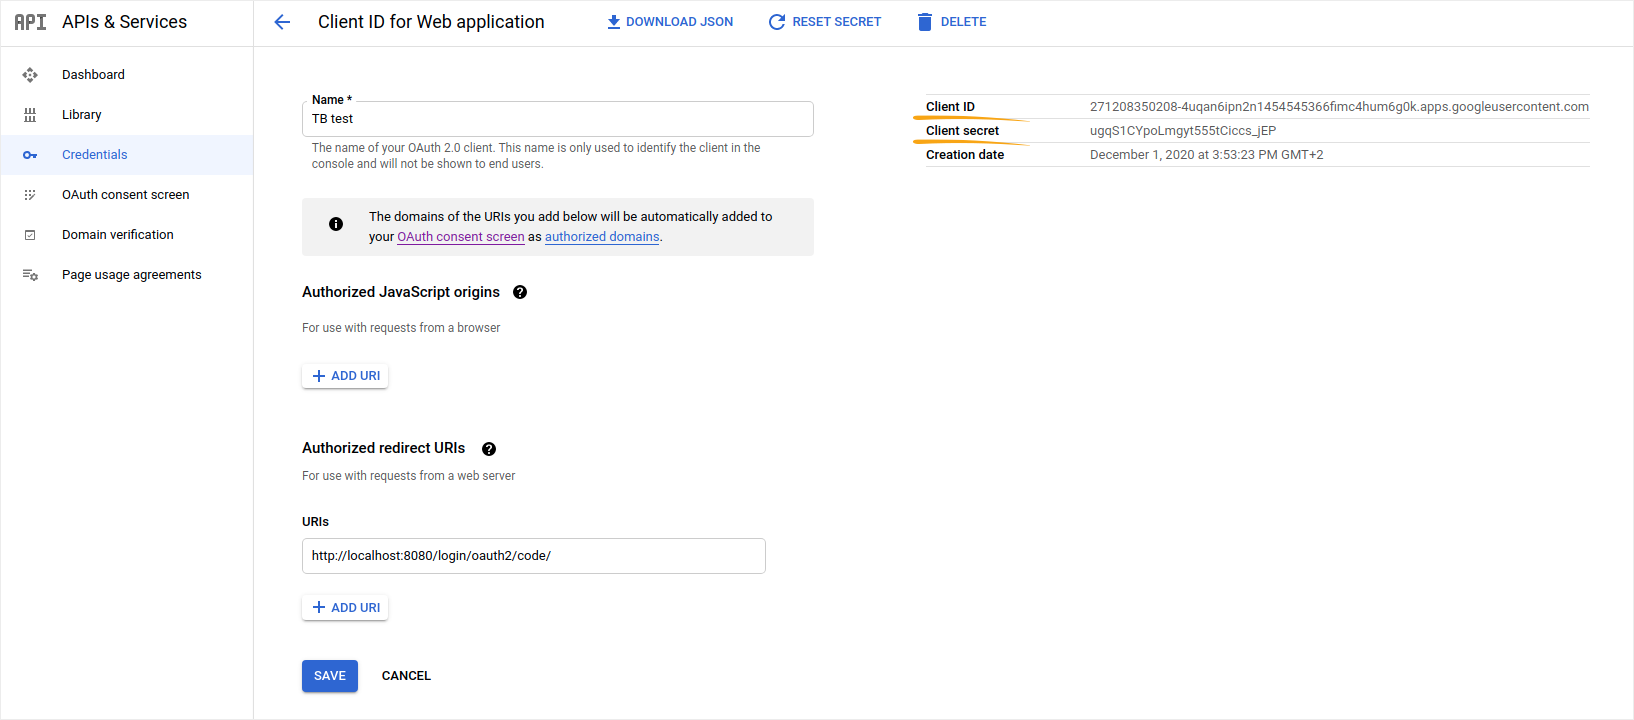 API APIs & Services
Client ID for Web application
DOWNLOAD JSON
RESET SECRET
DELETE
Dashboard
Library
Credentials
OAuth consent screen
Domain verification
Page usage agreements
Name *
TB test
The name of your OAuth 2.0 client. This name is only used to identify the client in the
console and will not be shown to end users.
The domains of the URIs you add below will be automatically added to
your OAuth consent screen as authorized domains.
Authorized JavaScript origins
For use with requests from a browser
ADD URI
Authorized redirect URIs
For use with requests from a web server
URIs
http://localhost:8080/login/oauth2/code/
ADD URI
SAVE
CANCEL
Client ID 271208350208-4uqan6ipn2n1454545366fimc4hum6g0k.apps.googleusercontent.com
Client secret ugqS1CYpoLmgyt555tCiccs_jEP
Creation date December 1, 2020 at 3:53:23 PM GMT+2